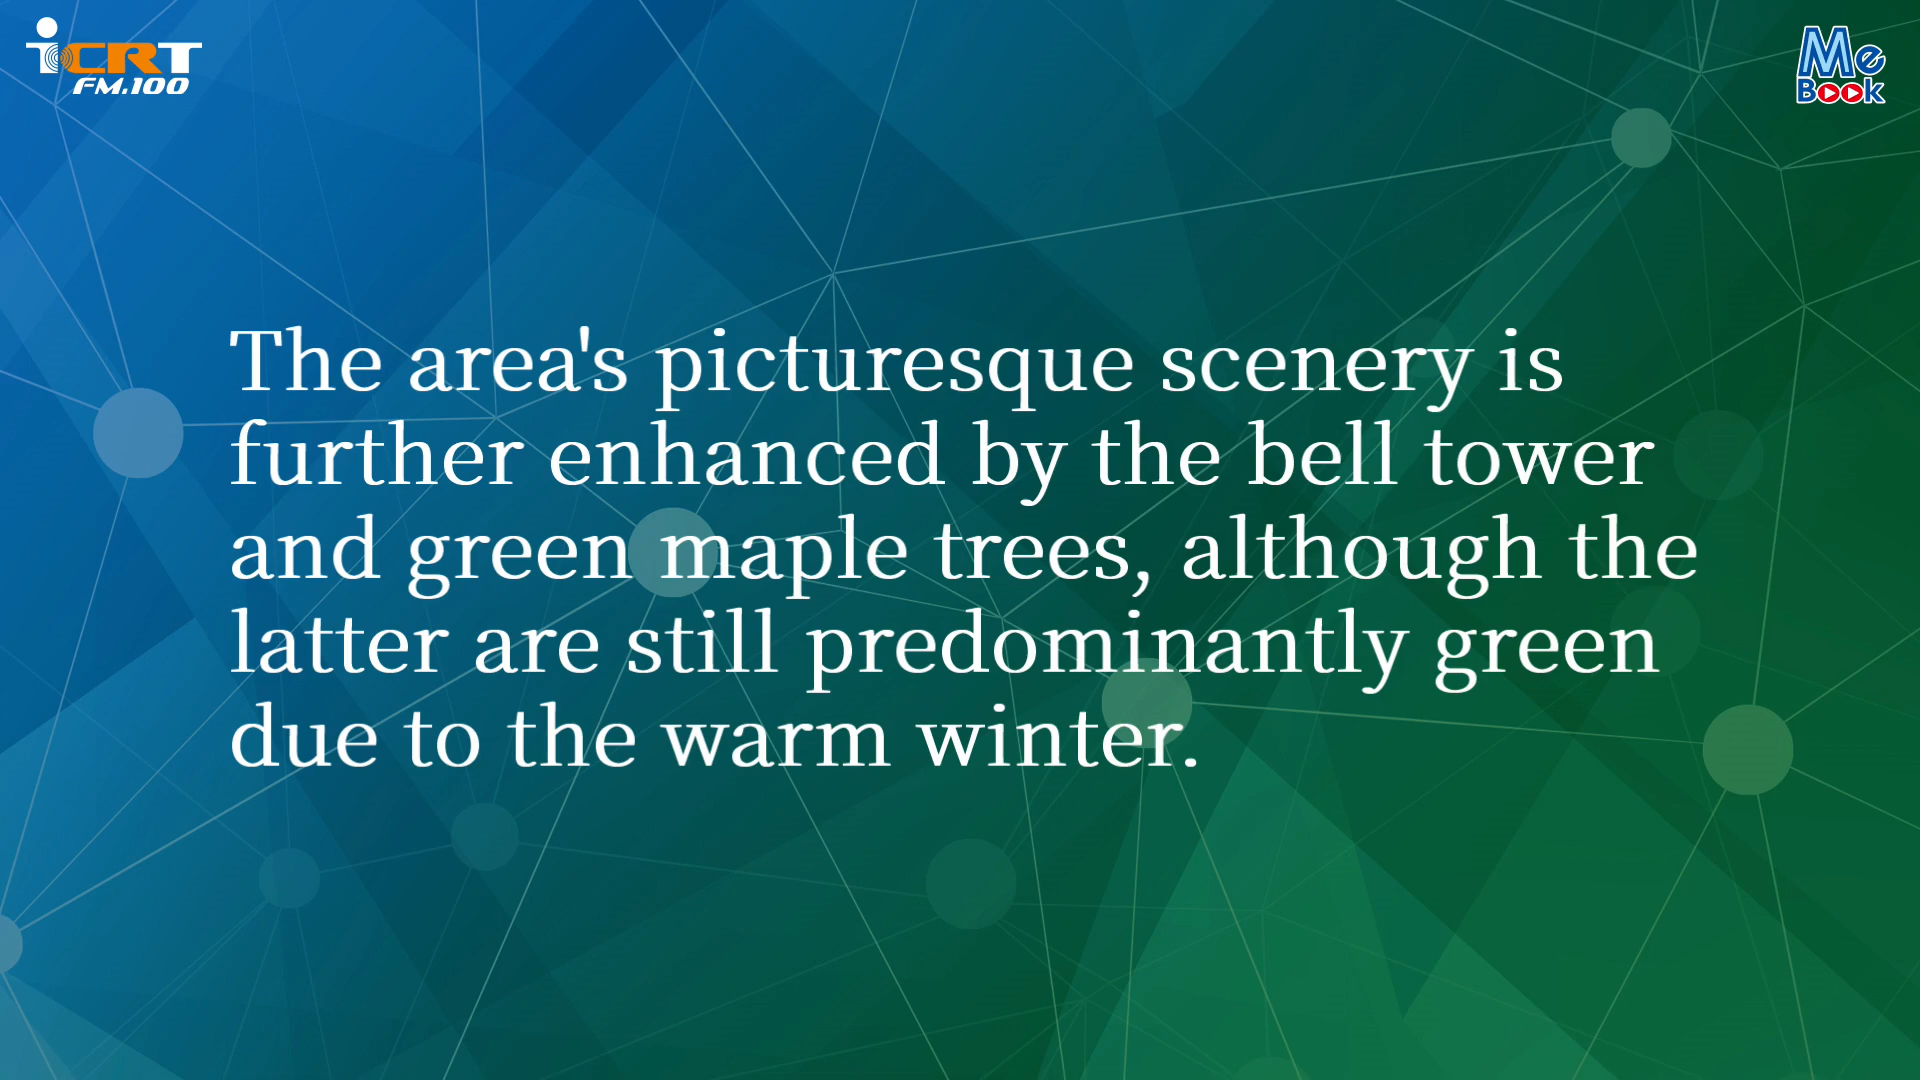 iCRT
FM.100
Me
Book
The area's picturesque scenery is
further enhanced by the bell tower
and green maple trees, although the
latter are still predominantly green
due to the warm winter.